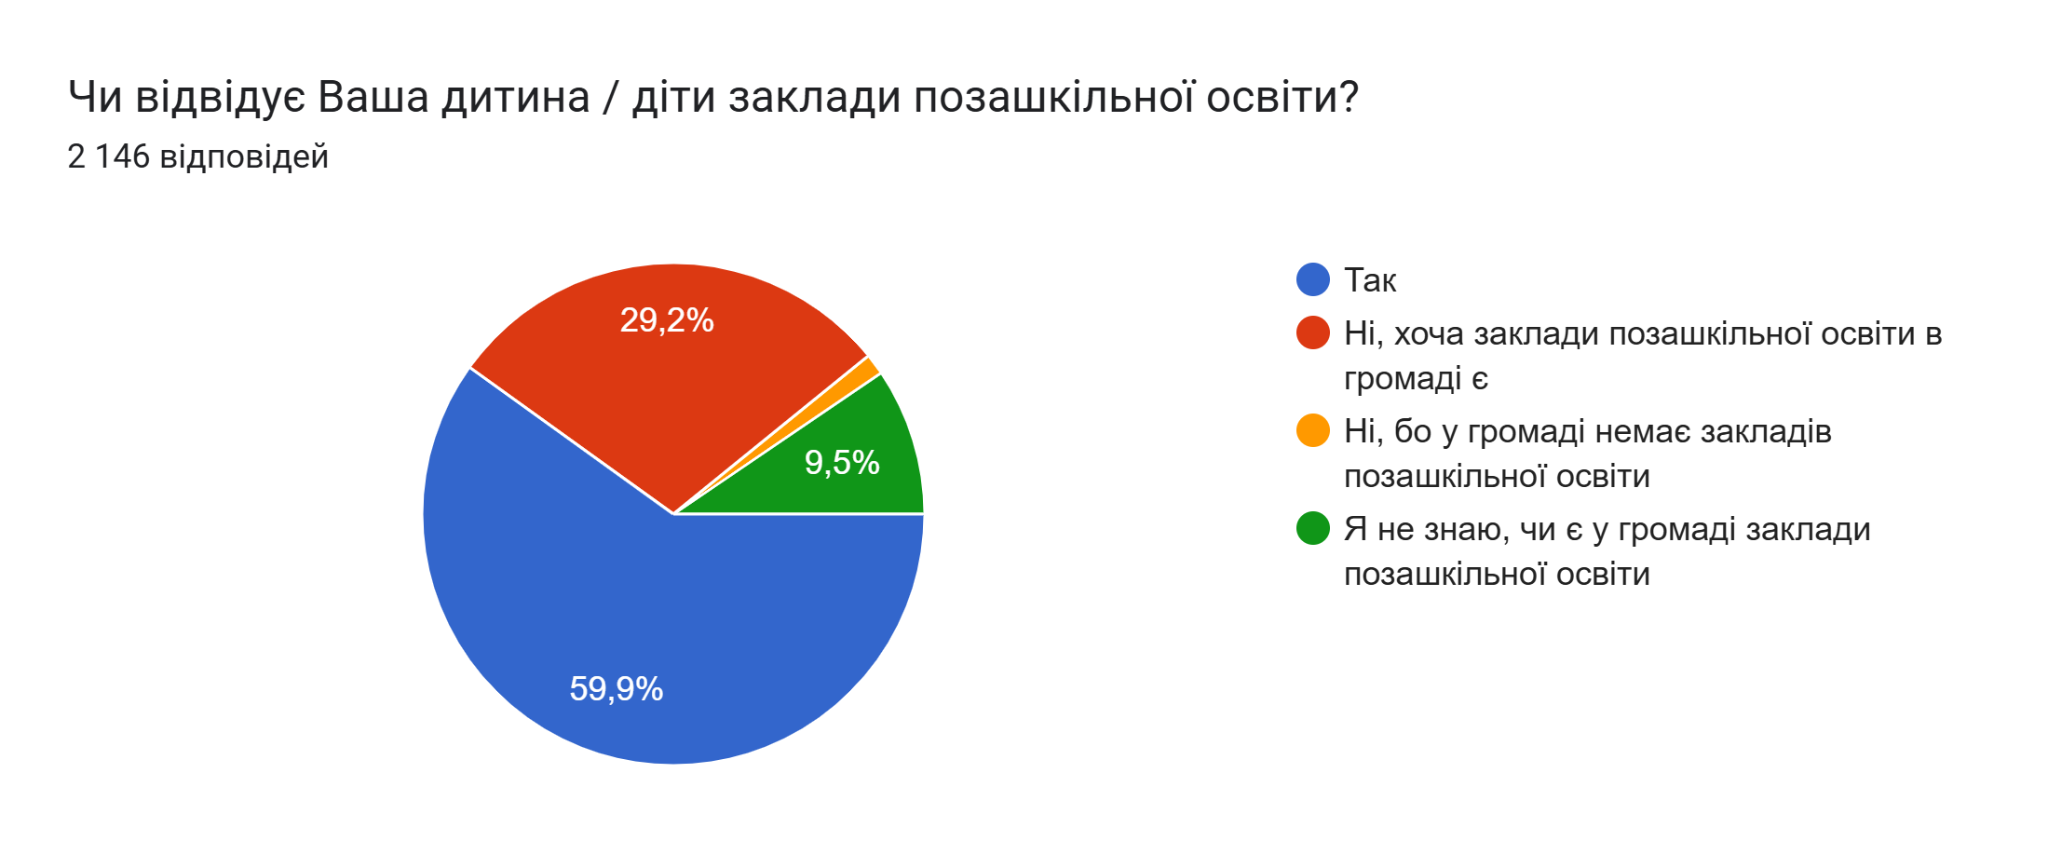 Чи відвідує Ваша дитина / діти заклади позашкільної освіти?
2 146 відповідей
29,2%
9,5%
59,9%
Так
Ні, хоча заклади позашкільної освіти в
громаді є
Ні, бо у громаді немає закладів
позашкільної освіти
Я не знаю, чи є у громаді заклади
позашкільної освіти